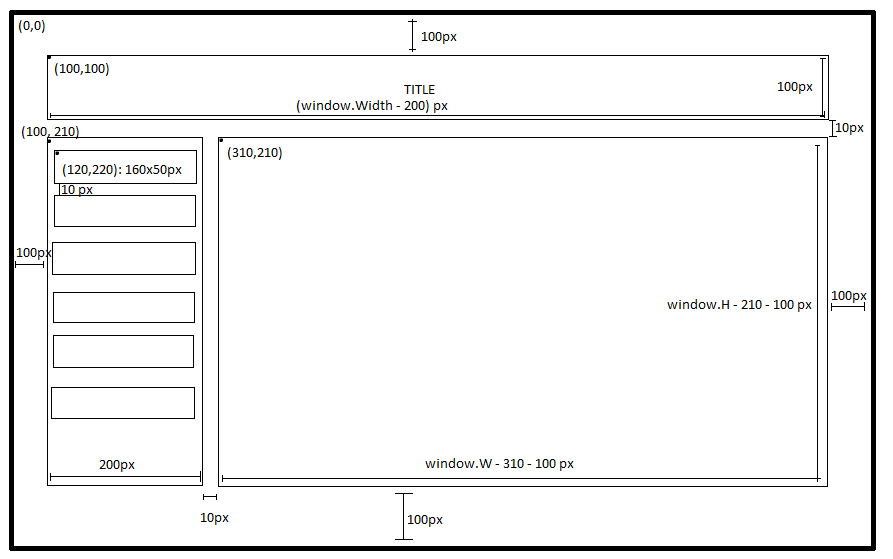 (0,0)
100px
(100,100)
TITLE
100px
(window.Width - 200) px
(100, 210)
10px
(310,210)
(120,220): 160x50px
10 px
100px
100px
window.H - 210 - 100 px
200px
window.W - 310 - 100 px
10px
100px